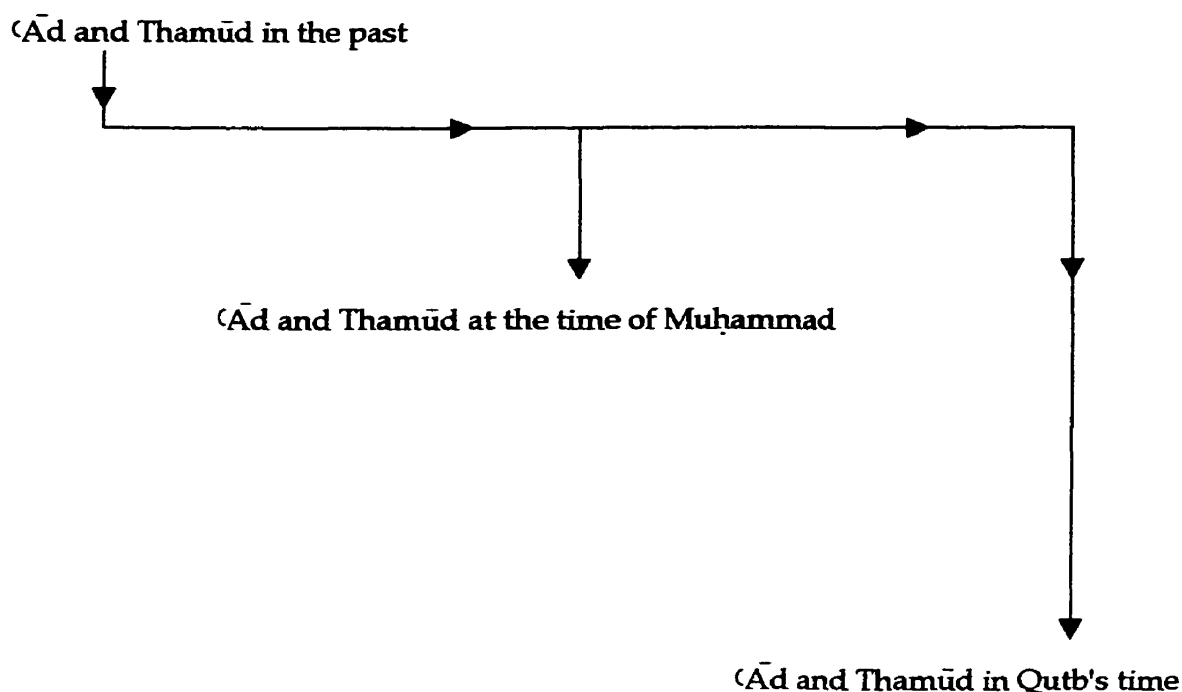 ʿĀd and Thamūd in the past
ʿĀd and Thamūd at the time of Muḥammad
ʿĀd and Thamūd in Qutb's time